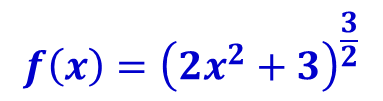 f(x) = (2x² + 3)^{3/2}